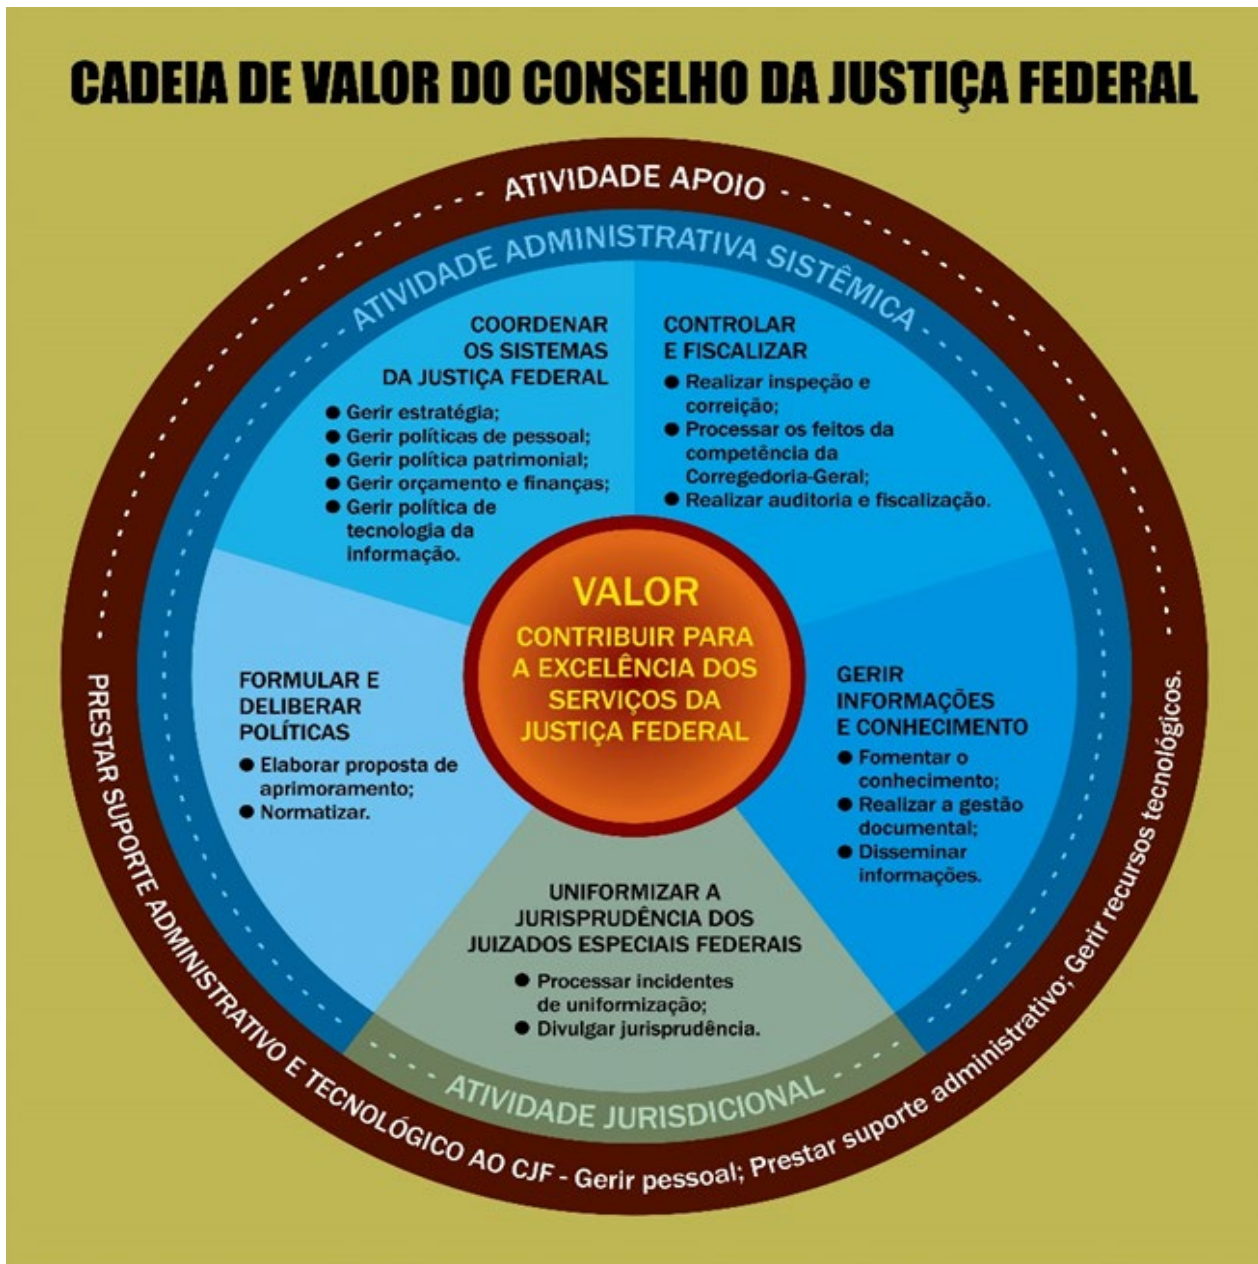 CADEIA DE VALOR DO CONSELHO DA JUSTIÇA FEDERAL
ATIVIDADE APOIO
ATIVIDADE ADMINISTRATIVA SISTÊMICA
COORDENAR
OS SISTEMAS
DA JUSTIÇA FEDERAL
● Gerir estratégia;
● Gerir políticas de pessoal;
● Gerir política patrimonial;
● Gerir orçamento e finanças;
● Gerir política de
tecnologia da
informação.
CONTROLAR
E FISCALIZAR
● Realizar inspeção e
correição;
● Processar os feitos da
competência da
Corregedoria-Geral;
● Realizar auditoria e fiscalização.
VALOR
CONTRIBUIR PARA
A EXCELÊNCIA DOS
SERVIÇOS DA
JUSTIÇA FEDERAL
FORMULAR E
DELIBERAR
POLÍTICAS
● Elaborar proposta de
aprimoramento;
● Normatizar.
GERIR
INFORMAÇÕES
E CONHECIMENTO
● Fomentar o
conhecimento;
● Realizar a gestão
documental;
● Disseminar
informações.
UNIFORMIZAR A
JURISPRUDÊNCIA DOS
JUIZADOS ESPECIAIS FEDERAIS
● Processar incidentes
de uniformização;
● Divulgar jurisprudência.
ATIVIDADE JURISDICIONAL
PRESTAR SUPORTE ADMINISTRATIVO E TECNOLÓGICO AO CJF - Gerir pessoal; Prestar suporte administrativo; Gerir recursos tecnológicos.